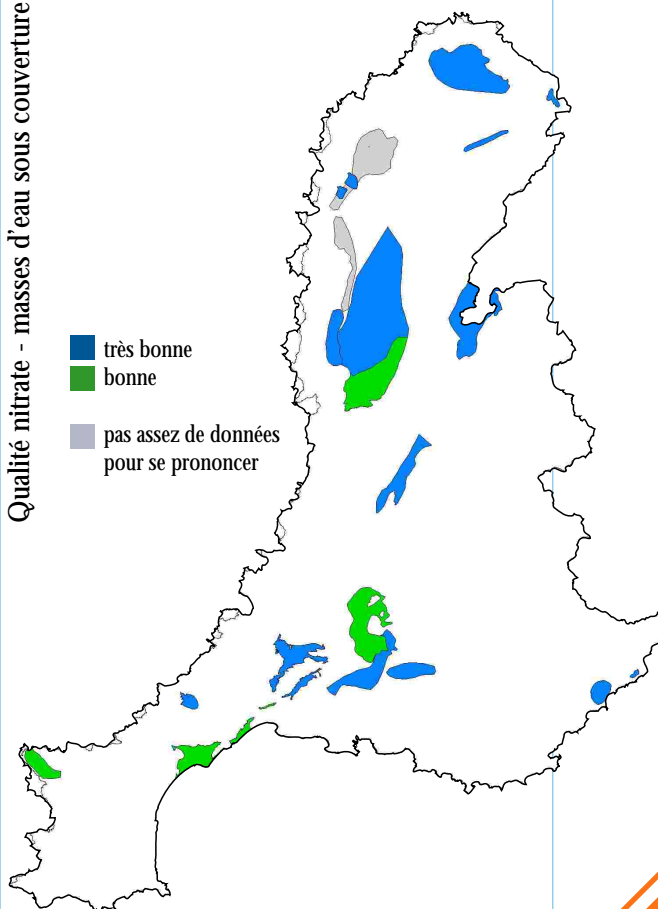 Qualité nitrate - masses d'eau sous couverture
très bonne
bonne
pas assez de données
pour se prononcer